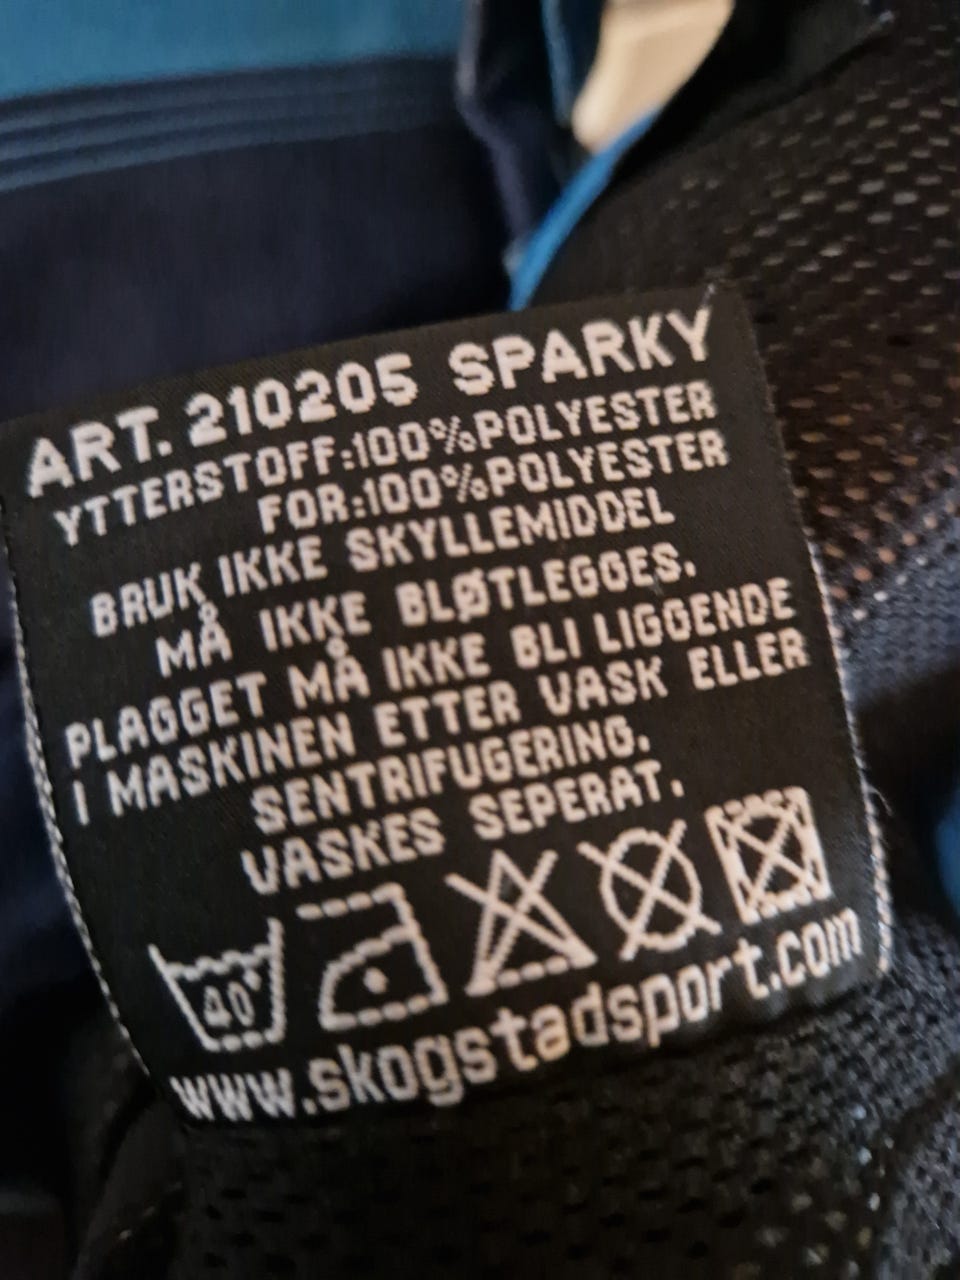 ART. 210205 SPARKY
YTTERSTOFF:100%POLYESTER
FOR:100%POLYESTER
BRUK IKKE SKYLLEMIDDEL
MÅ IKKE BLØTLEGGES.
PLAGGET MÅ IKKE BLI LIGGENDE
I MASKINEN ETTER VASK ELLER
SENTRIFUGERING.
VASKES SEPERAT.
40°
www.skogstadsport.com